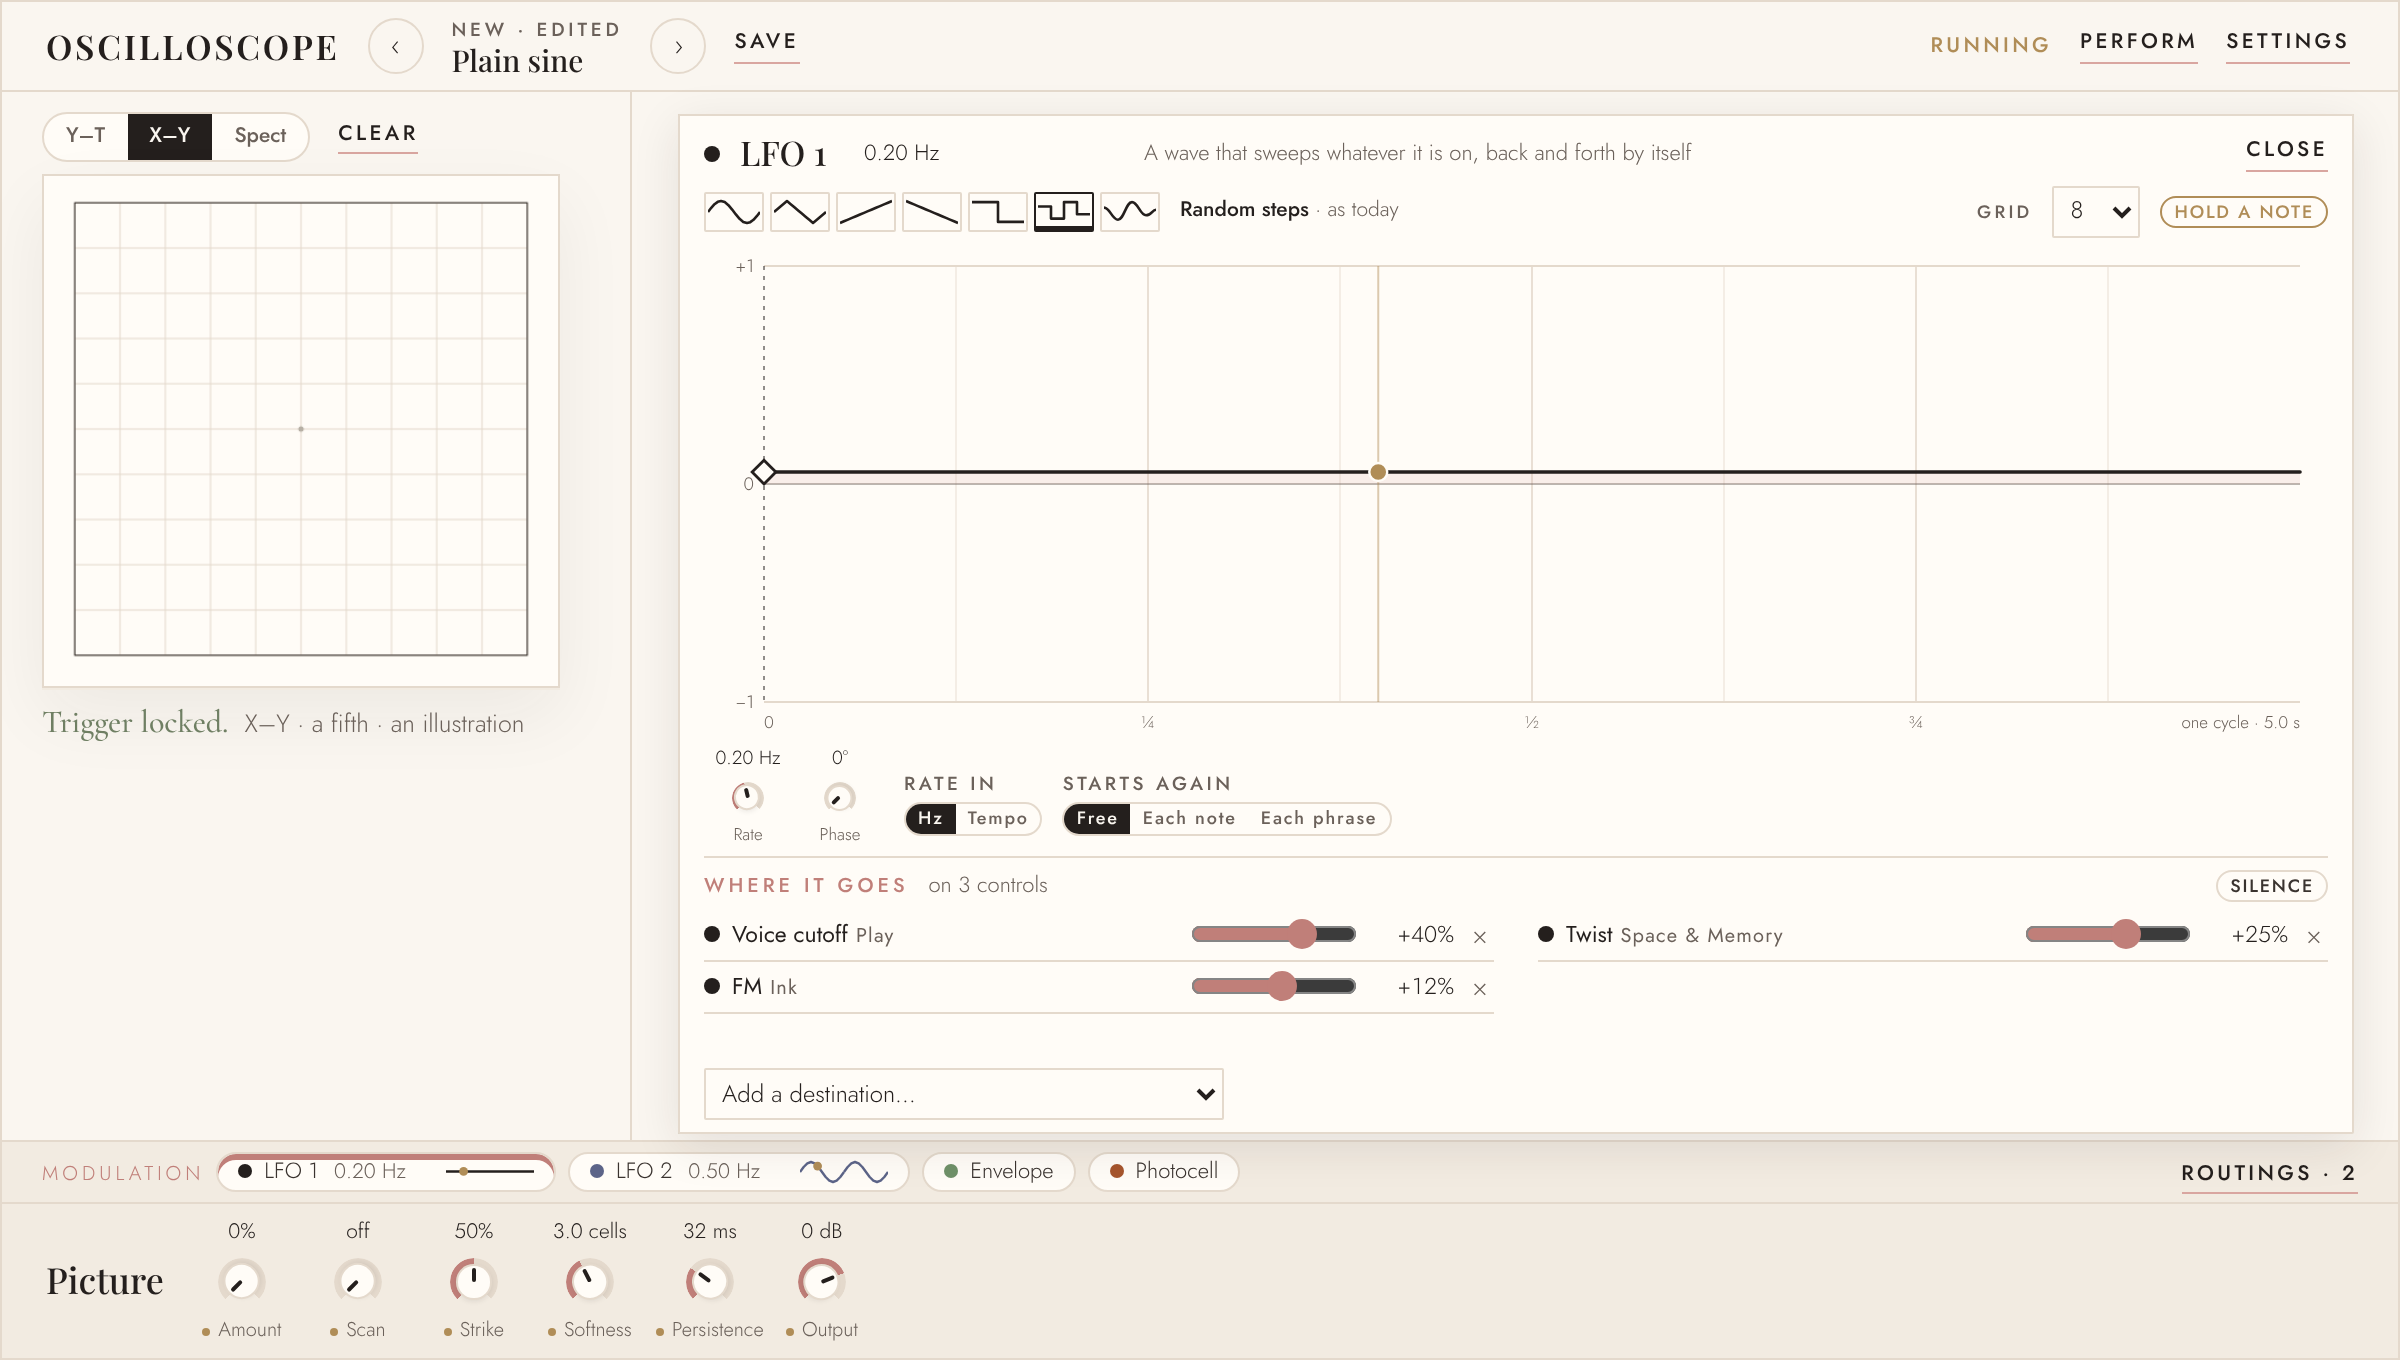 OSCILLOSCOPE
‹
NEW · EDITED
Plain sine
›
SAVE
RUNNING
PERFORM
SETTINGS
Y–T
X–Y
Spect
CLEAR
Trigger locked. X–Y · a fifth · an illustration
LFO 1
0.20 Hz
A wave that sweeps whatever it is on, back and forth by itself
CLOSE
Random steps · as today
GRID
8
HOLD A NOTE
+1
0
−1
0
¼
½
¾
one cycle · 5.0 s
0.20 Hz
Rate
0°
Phase
RATE IN
Hz
Tempo
STARTS AGAIN
Free
Each note
Each phrase
WHERE IT GOES
on 3 controls
SILENCE
Voice cutoff Play
+40% ×
Twist Space & Memory
+25% ×
FM Ink
+12% ×
Add a destination...
MODULATION
LFO 1 0.20 Hz
LFO 2 0.50 Hz
Envelope
Photocell
ROUTINGS · 2
Picture
0%
Amount
off
Scan
50%
Strike
3.0 cells
Softness
32 ms
Persistence
0 dB
Output